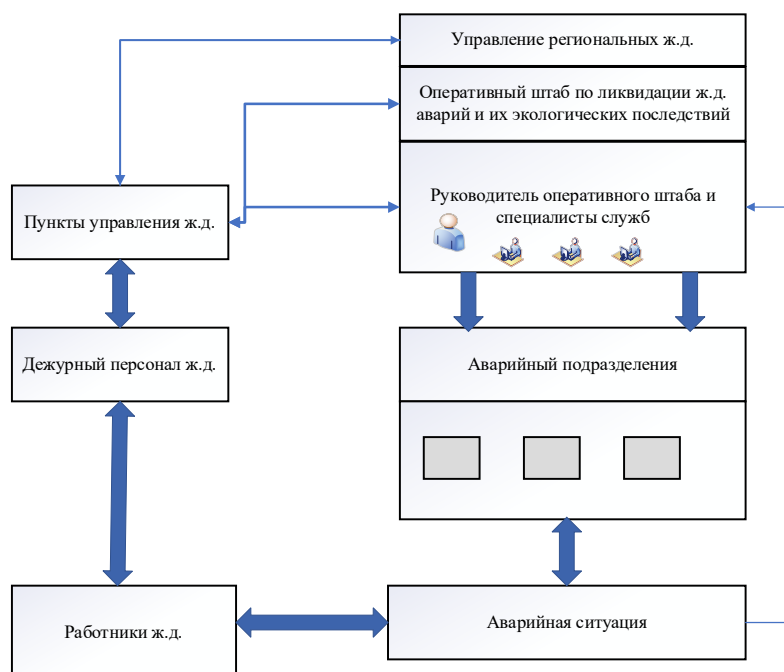 Управление региональных ж.д.
Оперативный штаб по ликвидации ж.д.
аварий и их экологических последствий
Руководитель оперативного штаба и
специалисты служб
Пункты управления ж.д.
Дежурный персонал ж.д.
Аварийный подразделения
Работники ж.д.
Аварийная ситуация